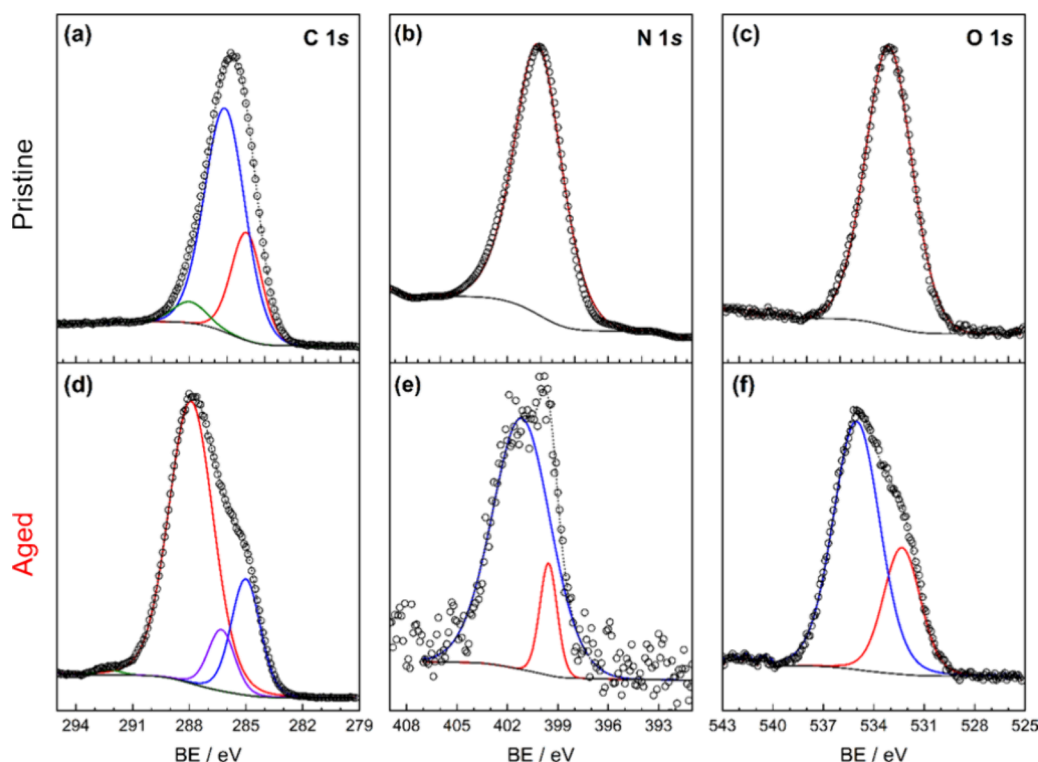 (a) C 1s (b) N 1s (c) O 1s
Pristine
(d) (e) (f)
Aged
294 291 288 285 282 279 408 405 402 399 396 393 543 540 537 534 531 528 525
BE / eV BE / eV BE / eV